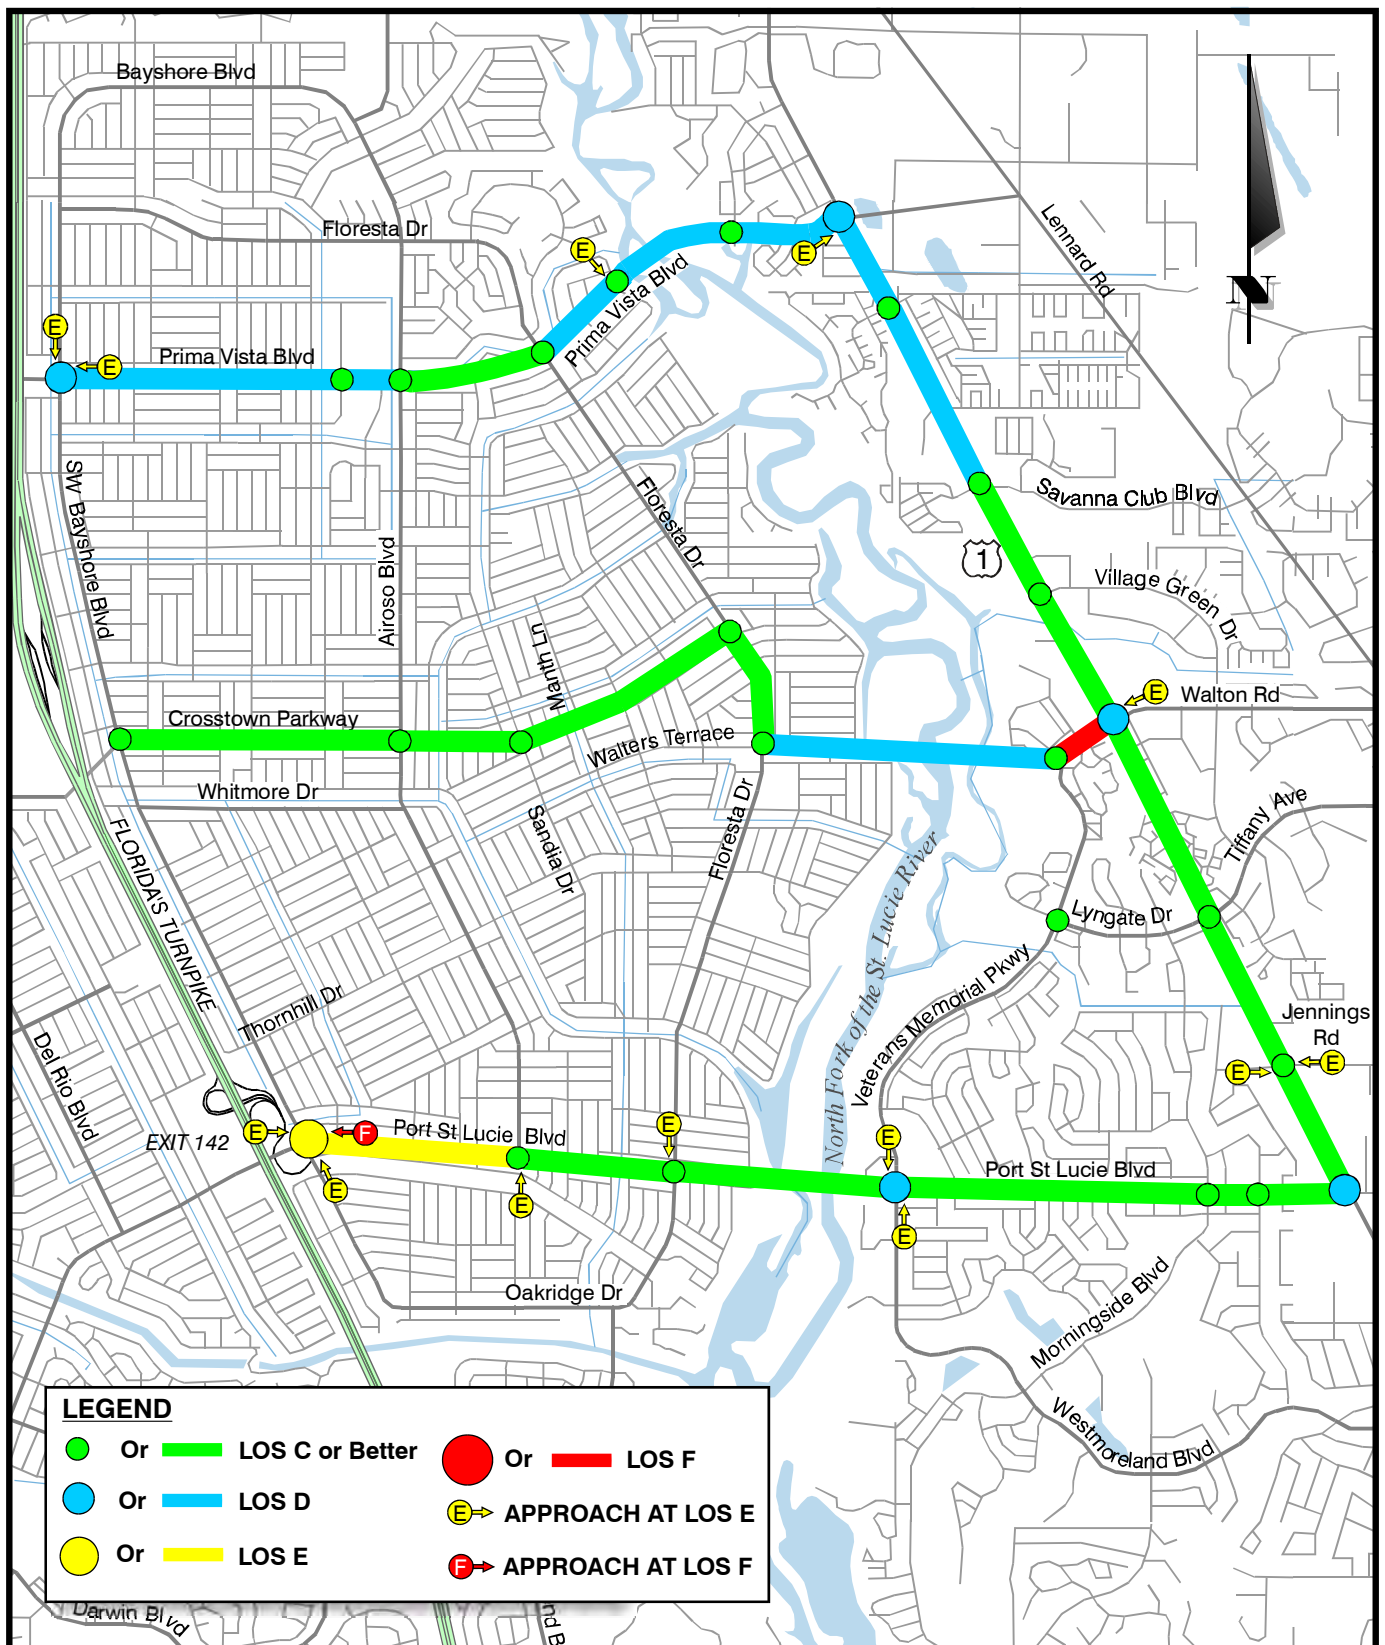 Bayshore Blvd
Floresta Dr
Lennard Rd
N
E
E
Prima Vista Blvd
E
Prima Vista Blvd
E
SW Bayshore Blvd
Airoso Blvd
Floresta Dr
Savanna Club Blvd
1
Village Green Dr
Manth Ln
E
Walton Rd
Crosstown Parkway
Walters Terrace
Whitmore Dr
Sandia Dr
Floresta Dr
Tiffany Ave
FLORIDA'S TURNPIKE
North Fork of the St. Lucie River
Lyngate Dr
Veterans Memorial Pkwy
Thornhill Dr
Jennings
Rd
E
E
Del Rio Blvd
EXIT 142
E
F
Port St Lucie Blvd
E
E
E
E
E
Port St Lucie Blvd
Oakridge Dr
Morningside Blvd
Westmoreland Blvd
LEGEND
Or LOS C or Better
Or LOS D
Or LOS E
Or LOS F
E APPROACH AT LOS E
F APPROACH AT LOS F
Darwin Blvd
nd B